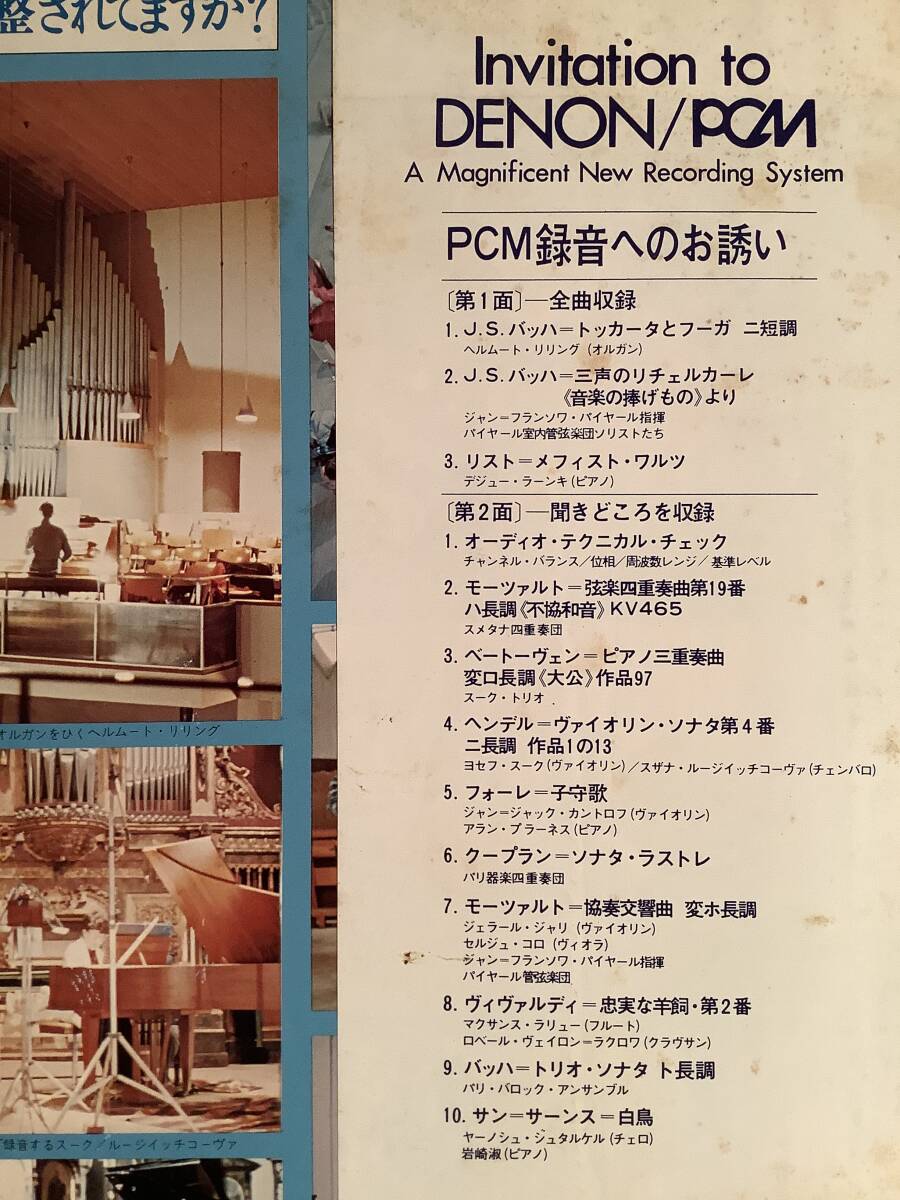 整されてますか?
Invitation to
DENON/PCM
A Magnificent New Recording System
PCM録音へのお誘い
〔第1面〕—全曲収録
1. J.S.バッハ=トッカータとフーガ ニ短調
ヘルムート・リリング (オルガン)
2. J.S.バッハ=三声のリチェルカーレ
《音楽の捧げもの》より
ジャン=フランソワ・パイヤール指揮
パイヤール室内管弦楽団ソリストたち
3. リスト=メフィスト・ワルツ
デジュー・ラーンキ(ピアノ)
〔第2面〕—聞きどころを収録
1. オーディオ・テクニカル・チェック
チャンネル・バランス/位相/周波数レンジ/基準レベル
2. モーツァルト=弦楽四重奏曲第19番
ハ長調《不協和音》KV465
スメタナ四重奏団
3. ベートーヴェン=ピアノ三重奏曲
変ロ長調《大公》作品97
スーク・トリオ
4. ヘンデル=ヴァイオリン・ソナタ第4番
ニ長調 作品1の13
ヨセフ・スーク(ヴァイオリン)/スザナ・ルージイッチコーヴァ(チェンバロ)
5. フォーレ=子守歌
ジャン=ジャック・カントロフ(ヴァイオリン)
アラン・プラーネス(ピアノ)
6. クープラン=ソナタ・ラストレ
パリ器楽四重奏団
7. モーツァルト=協奏交響曲 変ホ長調
ジェラール・ジャリ (ヴァイオリン)
セルジュ・コロ (ヴィオラ)
ジャン=フランソワ・パイヤール指揮
パイヤール管弦楽団
8. ヴィヴァルディ=忠実な羊飼・第2番
マクサンス・ラリュー(フルート)
ロベール・ヴェイロン=ラクロワ(クラヴサン)
9. バッハ=トリオ・ソナタ ト長調
パリ・バロック・アンサンブル
10. サン=サーンス=白鳥
ヤーノシュ・シュタルケル(チェロ)
岩崎淑(ピアノ)
オルガンをひくヘルムート・リリング
録音するスーク/ルージイッチコーヴァ